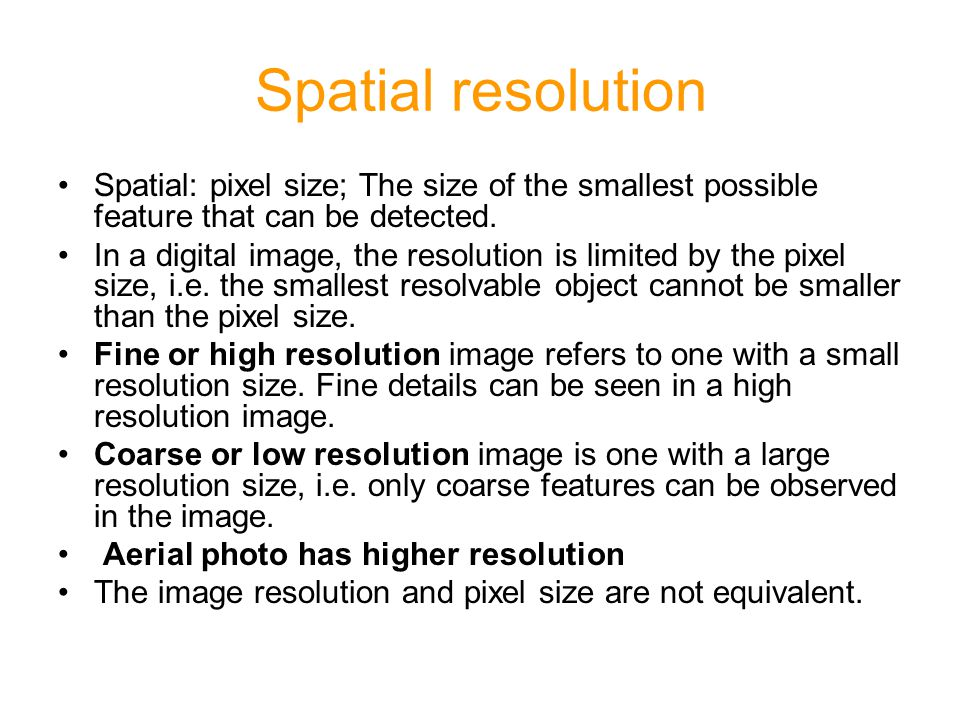 Spatial resolution
• Spatial: pixel size; The size of the smallest possible
feature that can be detected.
• In a digital image, the resolution is limited by the pixel
size, i.e. the smallest resolvable object cannot be smaller
than the pixel size.
• Fine or high resolution image refers to one with a small
resolution size. Fine details can be seen in a high
resolution image.
• Coarse or low resolution image is one with a large
resolution size, i.e. only coarse features can be observed
in the image.
• Aerial photo has higher resolution
• The image resolution and pixel size are not equivalent.